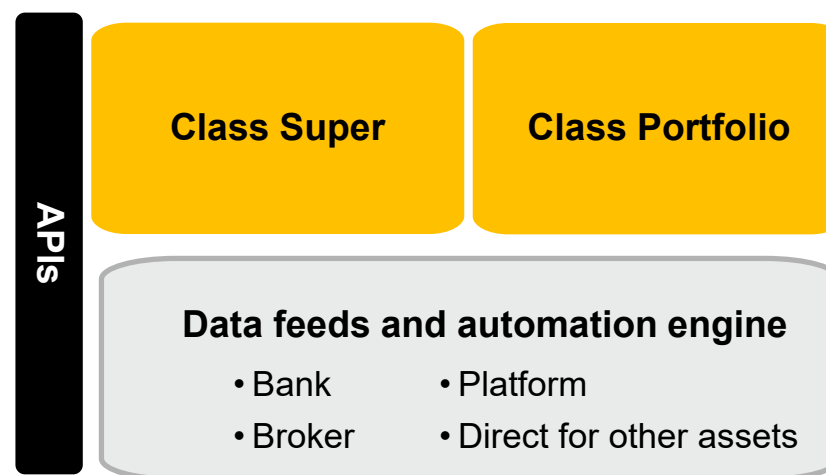 APIs
Class Super
Class Portfolio
Data feeds and automation engine
• Bank
• Platform
• Broker
• Direct for other assets